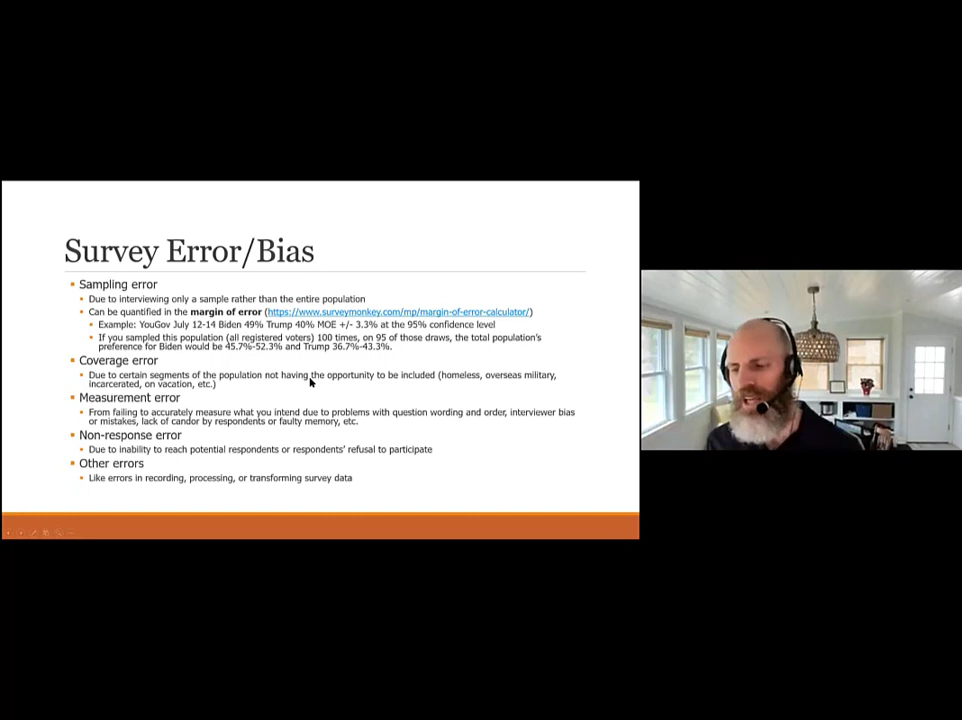 Survey Error/Bias
Sampling error
Due to interviewing only a sample rather than the entire population
Can be quantified in the margin of error (https://www.surveymonkey.com/mp/margin-of-error-calculator/)
Example: YouGov July 12-14 Biden 49% Trump 40% MOE +/- 3.3% at the 95% confidence level
If you sampled this population (all registered voters) 100 times, on 95 of those draws, the total population's
preference for Biden would be 45.7%-52.3% and Trump 36.7%-43.3%.
Coverage error
Due to certain segments of the population not having the opportunity to be included (homeless, overseas military,
incarcerated, on vacation, etc.)
Measurement error
From failing to accurately measure what you intend due to problems with question wording and order, interviewer bias
or mistakes, lack of candor by respondents or faulty memory, etc.
Non-response error
Due to inability to reach potential respondents or respondents' refusal to participate
Other errors
Like errors in recording, processing, or transforming survey data